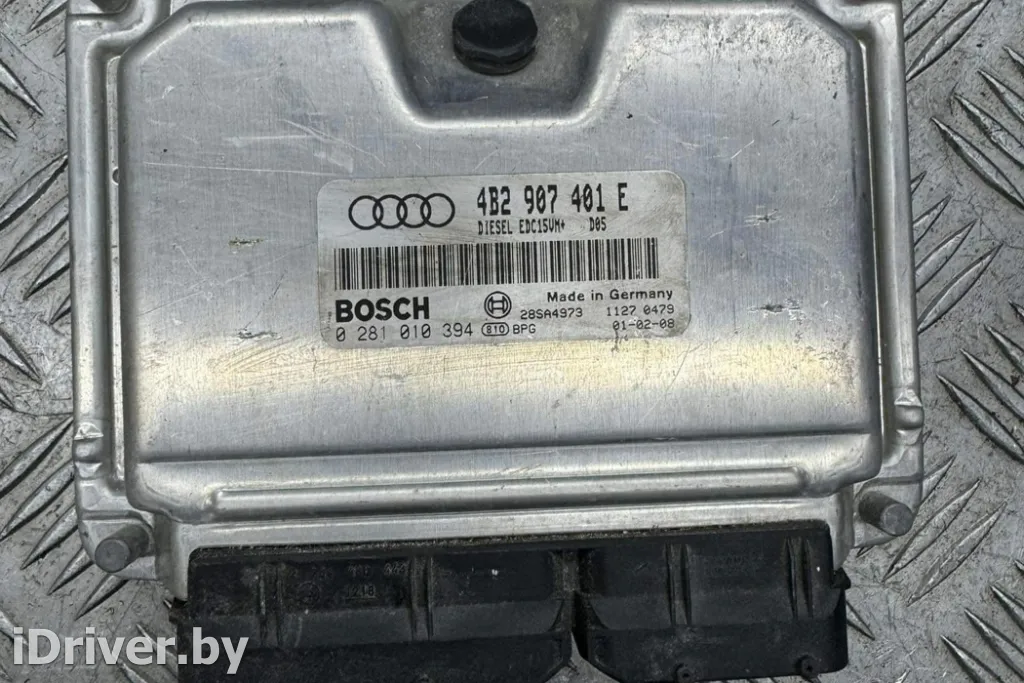 4B2 907 401 E
DIESEL EDC15VM+ D05
BOSCH
Made in Germany
28SA4973 1127 0479
0 281 010 394 810 BPG 01-02-08
iDriver.by